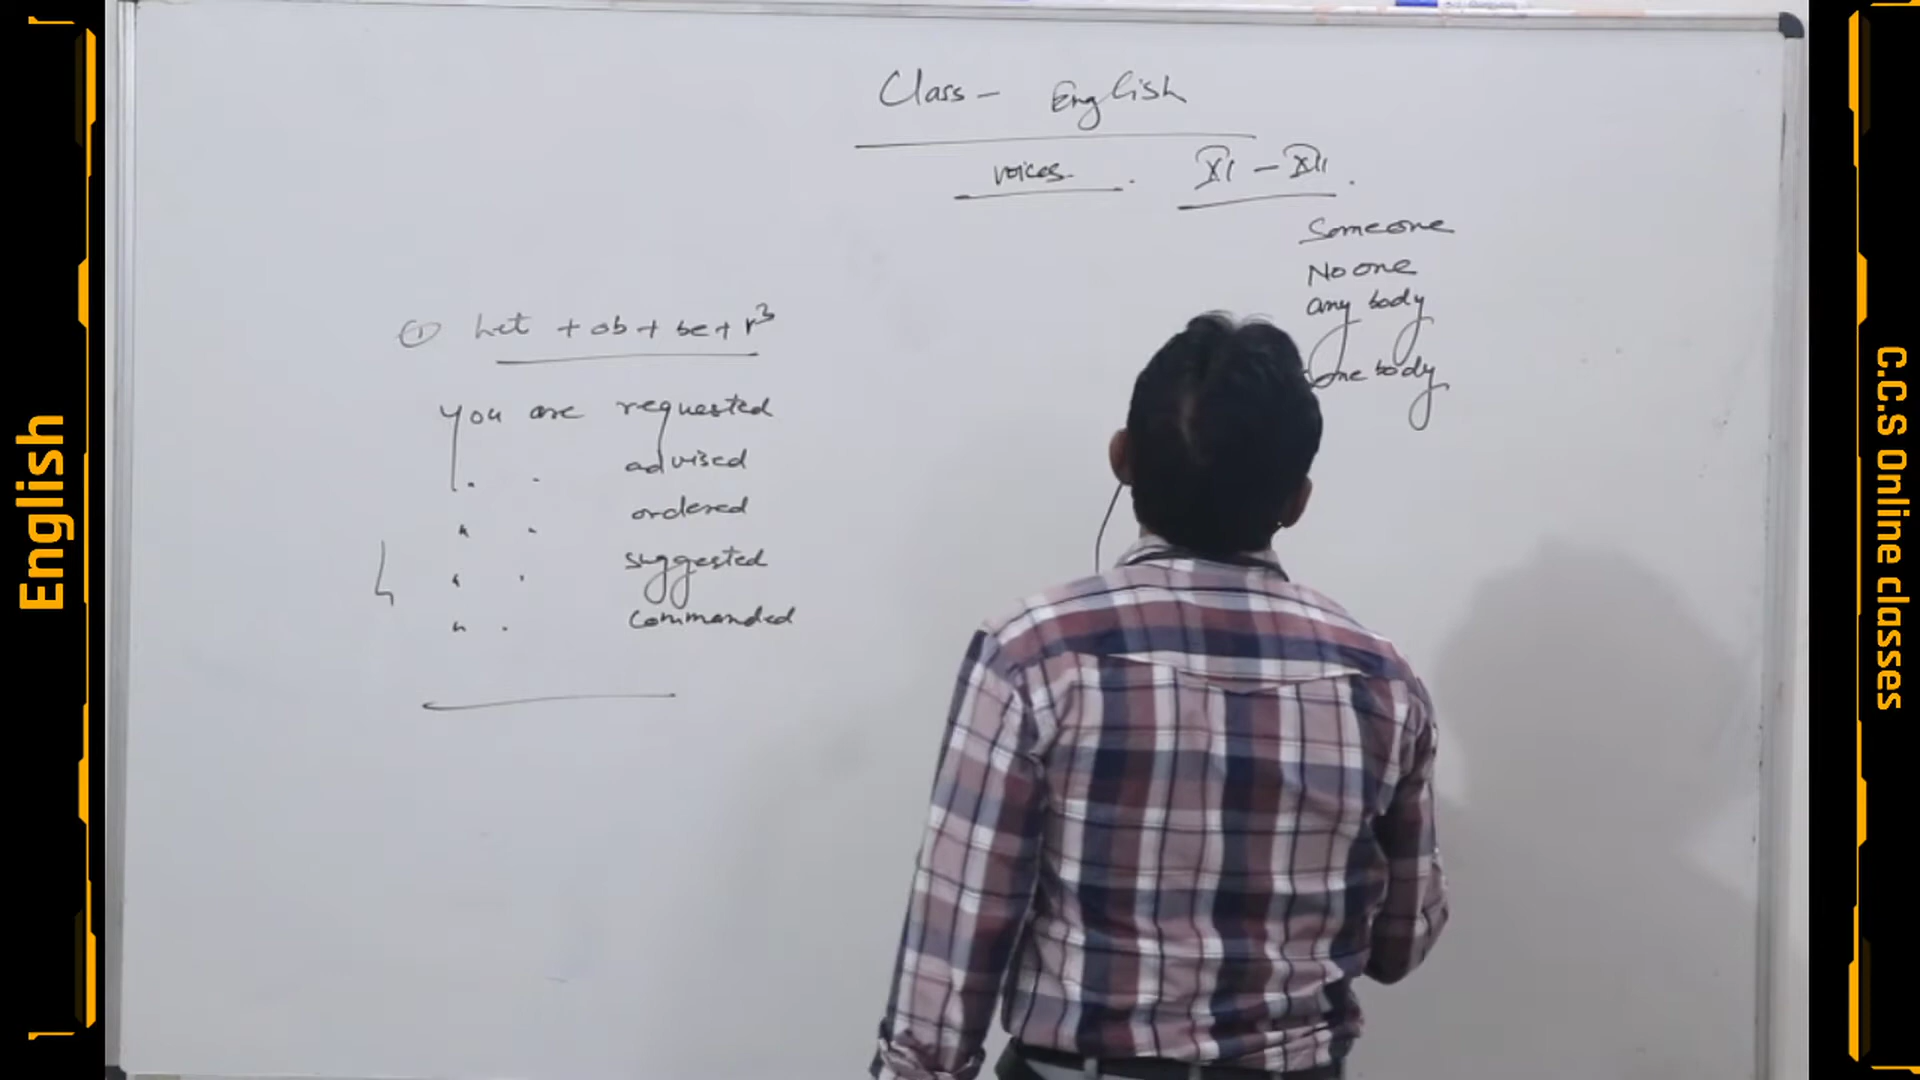 Class - English
voices. XI - XII.
Someone
No one
any body
one body
① Let + ob + be + v³
you are requested
" " advised
" " ordered
" " suggested
" " commanded
English
C.C.S Online classes